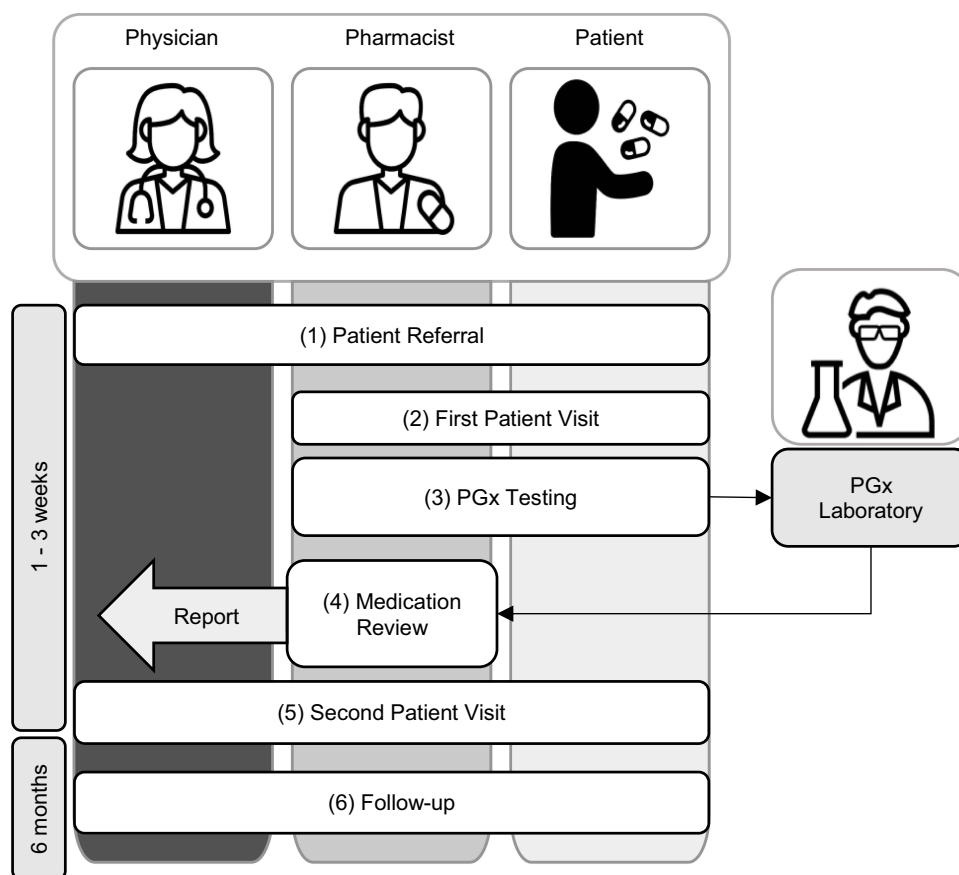 Physician
Pharmacist
Patient
(1) Patient Referral
(2) First Patient Visit
(3) PGx Testing
PGx
Laboratory
1 - 3 weeks
Report
(4) Medication
Review
(5) Second Patient Visit
6 months
(6) Follow-up